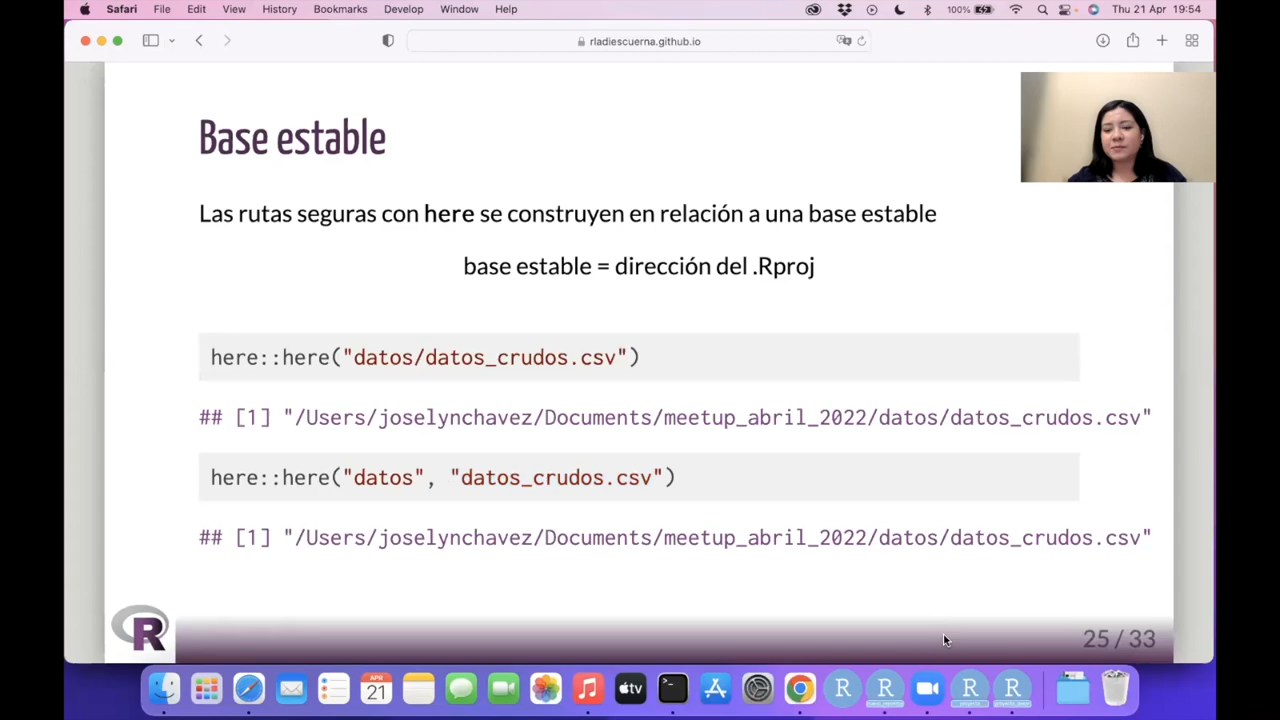 Safari File Edit View History Bookmarks Develop Window Help 100% Thu 21 Apr 19:54
rladiescuerna.github.io
Base estable
Las rutas seguras con here se construyen en relación a una base estable
base estable = dirección del .Rproj
here::here("datos/datos_crudos.csv")
## [1] "/Users/joselynchavez/Documents/meetup_abril_2022/datos/datos_crudos.csv"
here::here("datos", "datos_crudos.csv")
## [1] "/Users/joselynchavez/Documents/meetup_abril_2022/datos/datos_crudos.csv"
R
25 / 33
APR
21
tv
R R R R